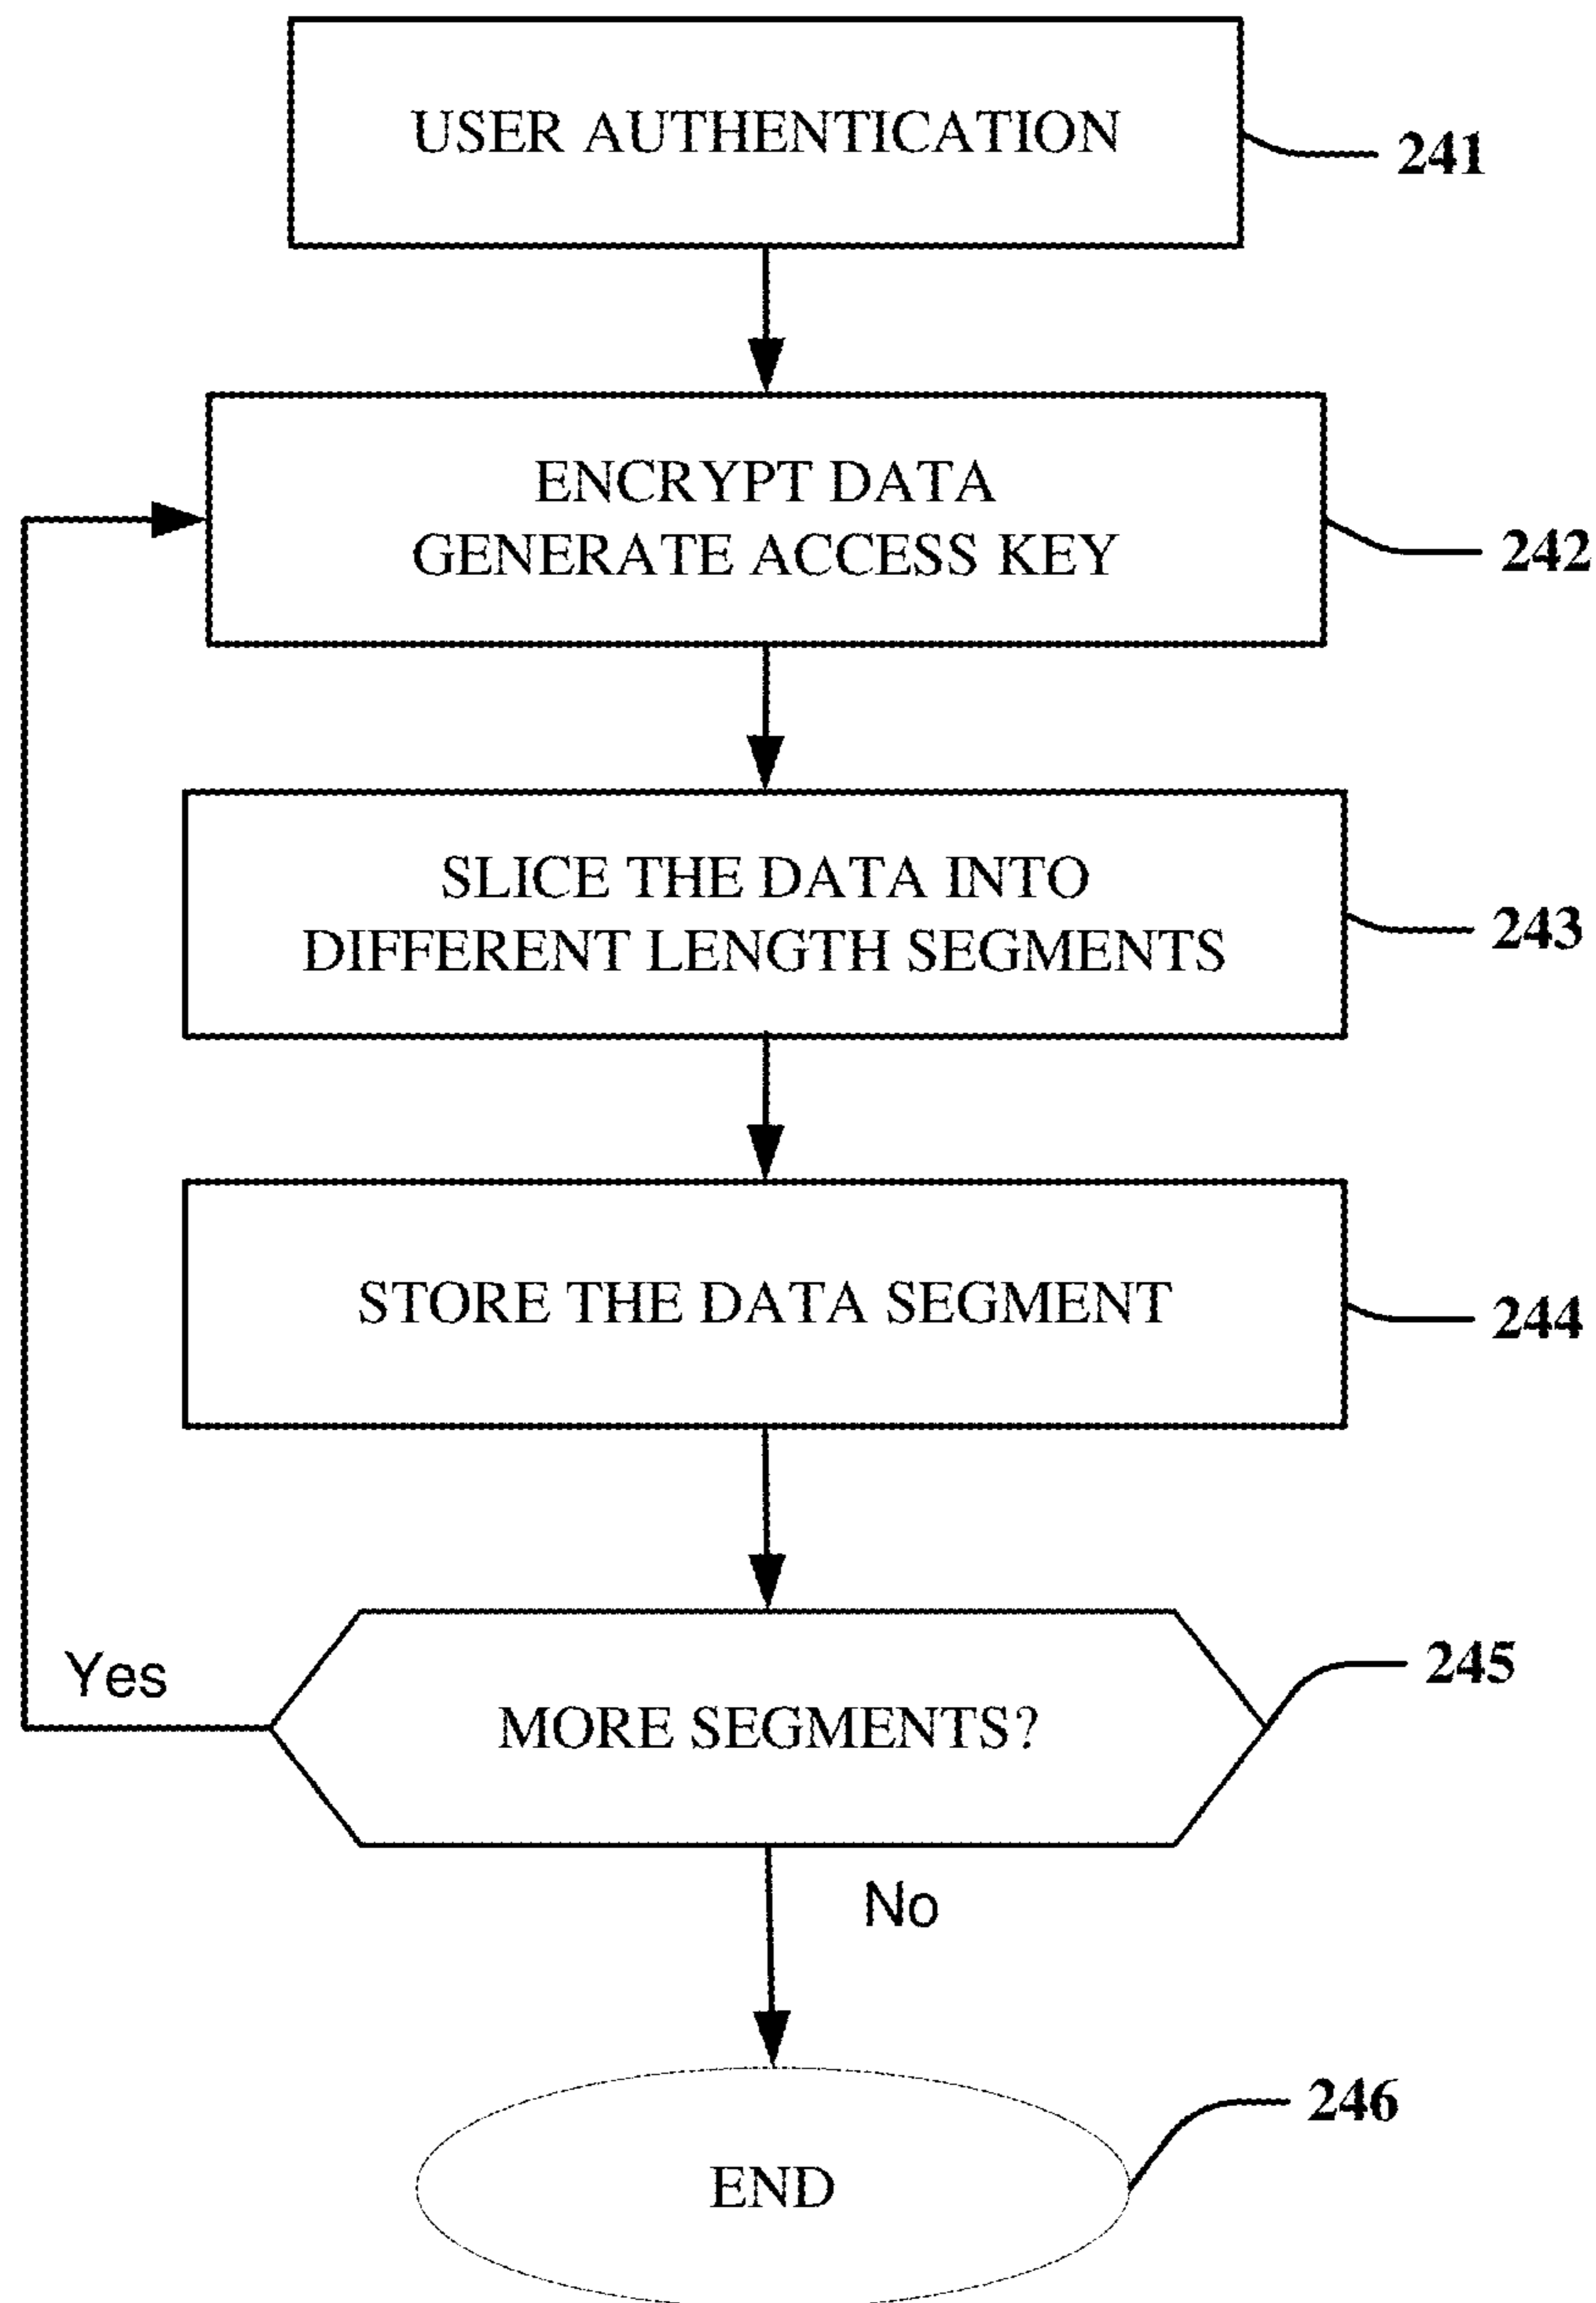 USER AUTHENTICATION
241
ENCRYPT DATA
GENERATE ACCESS KEY
242
SLICE THE DATA INTO
DIFFERENT LENGTH SEGMENTS
243
STORE THE DATA SEGMENT
244
Yes
MORE SEGMENTS?
245
No
END
246